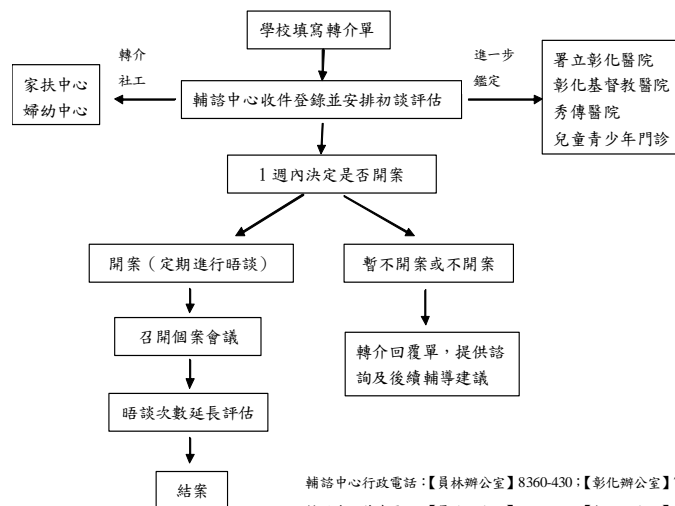 學校填寫轉介單
轉介
社工
進一步
鑑定
家扶中心
婦幼中心
輔諮中心收件登錄並安排初談評估
署立彰化醫院
彰化基督教醫院
秀傳醫院
兒童青少年門診
1 週內決定是否開案
開案（定期進行晤談）
暫不開案或不開案
召開個案會議
轉介回覆單，提供諮
詢及後續輔導建議
晤談次數延長評估
結案
輔諮中心行政電話：【員林辦公室】8360-430；【彰化辦公室】